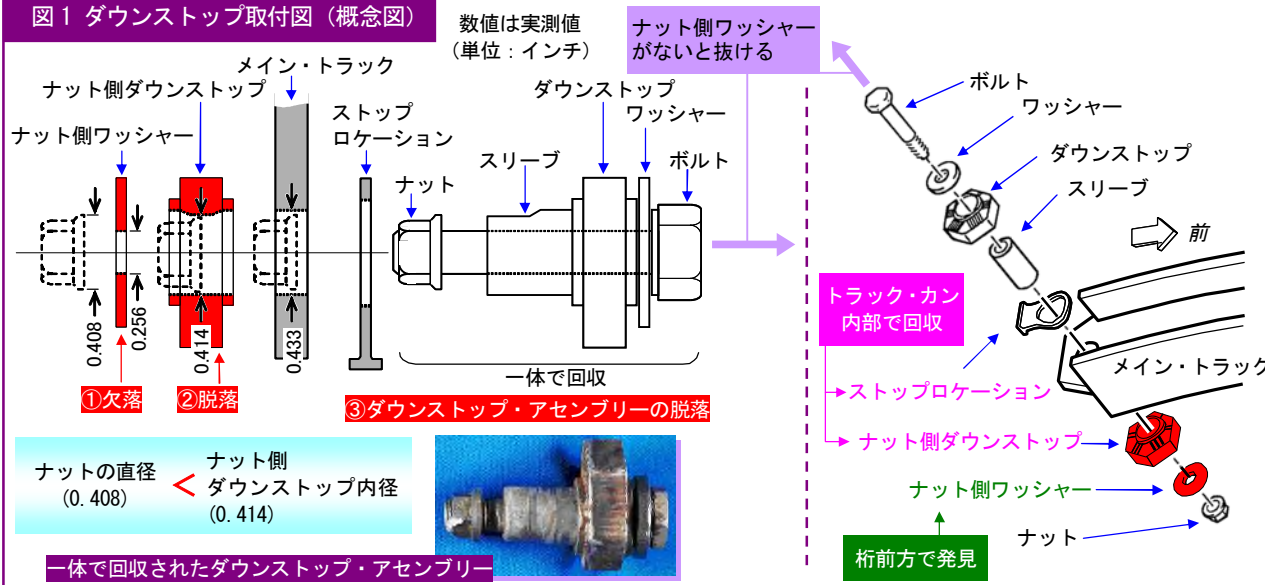 図1 ダウンストップ取付図（概念図）
数値は実測値
（単位：インチ）
ナット側ワッシャー
がないと抜ける
メイン・トラック
ナット側ダウンストップ
ナット側ワッシャー
ストップ
ロケーション
ダウンストップ
ワッシャー
スリーブ
ボルト
ナット
0.408
0.256
0.414
0.433
①欠落
②脱落
一体で回収
③ダウンストップ・アセンブリーの脱落
ナットの直径
(0.408)
<
ナット側
ダウンストップ内径
(0.414)
一体で回収されたダウンストップ・アセンブリー
ボルト
ワッシャー
ダウンストップ
スリーブ
前
トラック・カン
内部で回収
メイン・トラック
ストップロケーション
ナット側ダウンストップ
ナット側ワッシャー
ナット
桁前方で発見